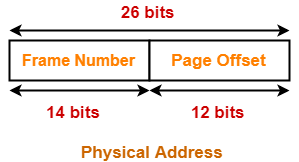 26 bits
Frame Number Page Offset
14 bits 12 bits
Physical Address